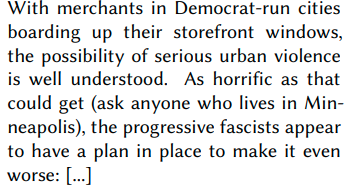 With merchants in Democrat-run cities
boarding up their storefront windows,
the possibility of serious urban violence
is well understood. As horrific as that
could get (ask anyone who lives in Min-
neapolis), the progressive fascists appear
to have a plan in place to make it even
worse: [...]